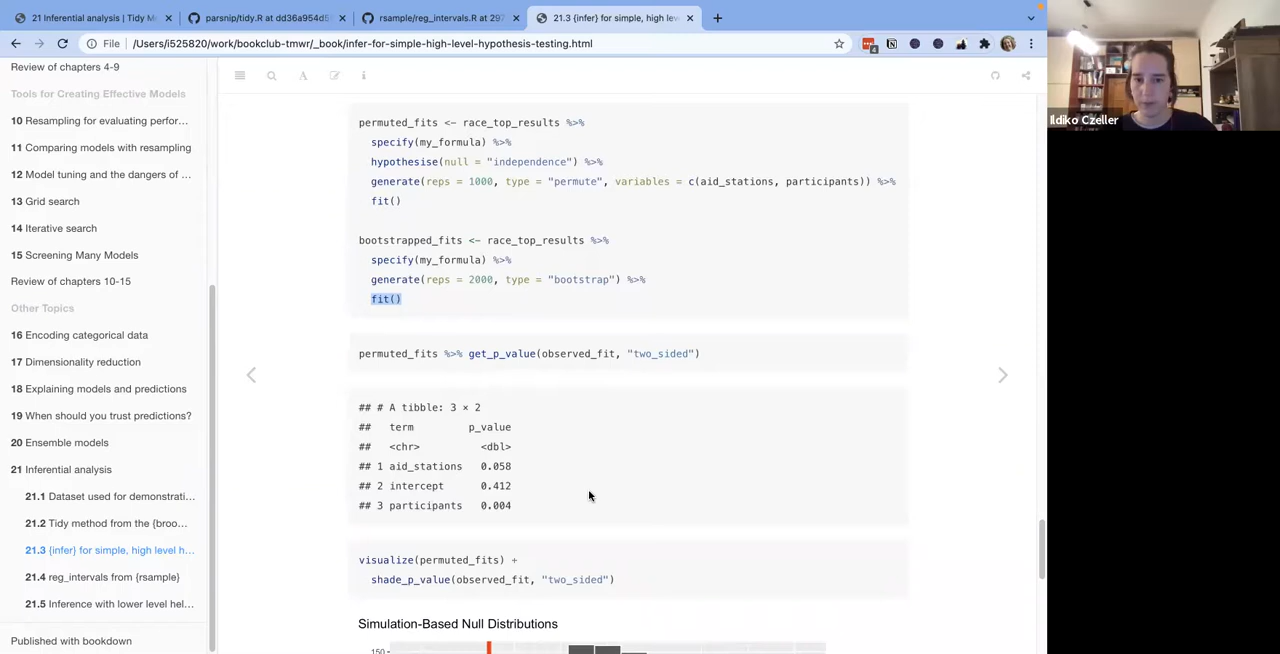 21 Inferential analysis | Tidy M
parsnip/tidy.R at dd36a954d5
rsample/reg_intervals.R at 297
21.3 {infer} for simple, high lev
File
/Users/i525820/work/bookclub-tmwr/_book/infer-for-simple-high-level-hypothesis-testing.html
4
Ildiko Czeller
Review of chapters 4-9
Tools for Creating Effective Models
10 Resampling for evaluating perfor...
11 Comparing models with resampling
12 Model tuning and the dangers of ...
13 Grid search
14 Iterative search
15 Screening Many Models
Review of chapters 10-15
Other Topics
16 Encoding categorical data
17 Dimensionality reduction
18 Explaining models and predictions
19 When should you trust predictions?
20 Ensemble models
21 Inferential analysis
21.1 Dataset used for demonstrati...
21.2 Tidy method from the {broo...
21.3 {infer} for simple, high level h...
21.4 reg_intervals from {rsample}
21.5 Inference with lower level hel...
Published with bookdown
permuted_fits <- race_top_results %>%
specify(my_formula) %>%
hypothesise(null = "independence") %>%
generate(reps = 1000, type = "permute", variables = c(aid_stations, participants)) %>%
fit()
bootstrapped_fits <- race_top_results %>%
specify(my_formula) %>%
generate(reps = 2000, type = "bootstrap") %>%
fit()
permuted_fits %>% get_p_value(observed_fit, "two_sided")
## # A tibble: 3 × 2
## term p_value
## <chr> <dbl>
## 1 aid_stations 0.058
## 2 intercept 0.412
## 3 participants 0.004
visualize(permuted_fits) +
shade_p_value(observed_fit, "two_sided")
Simulation-Based Null Distributions
150